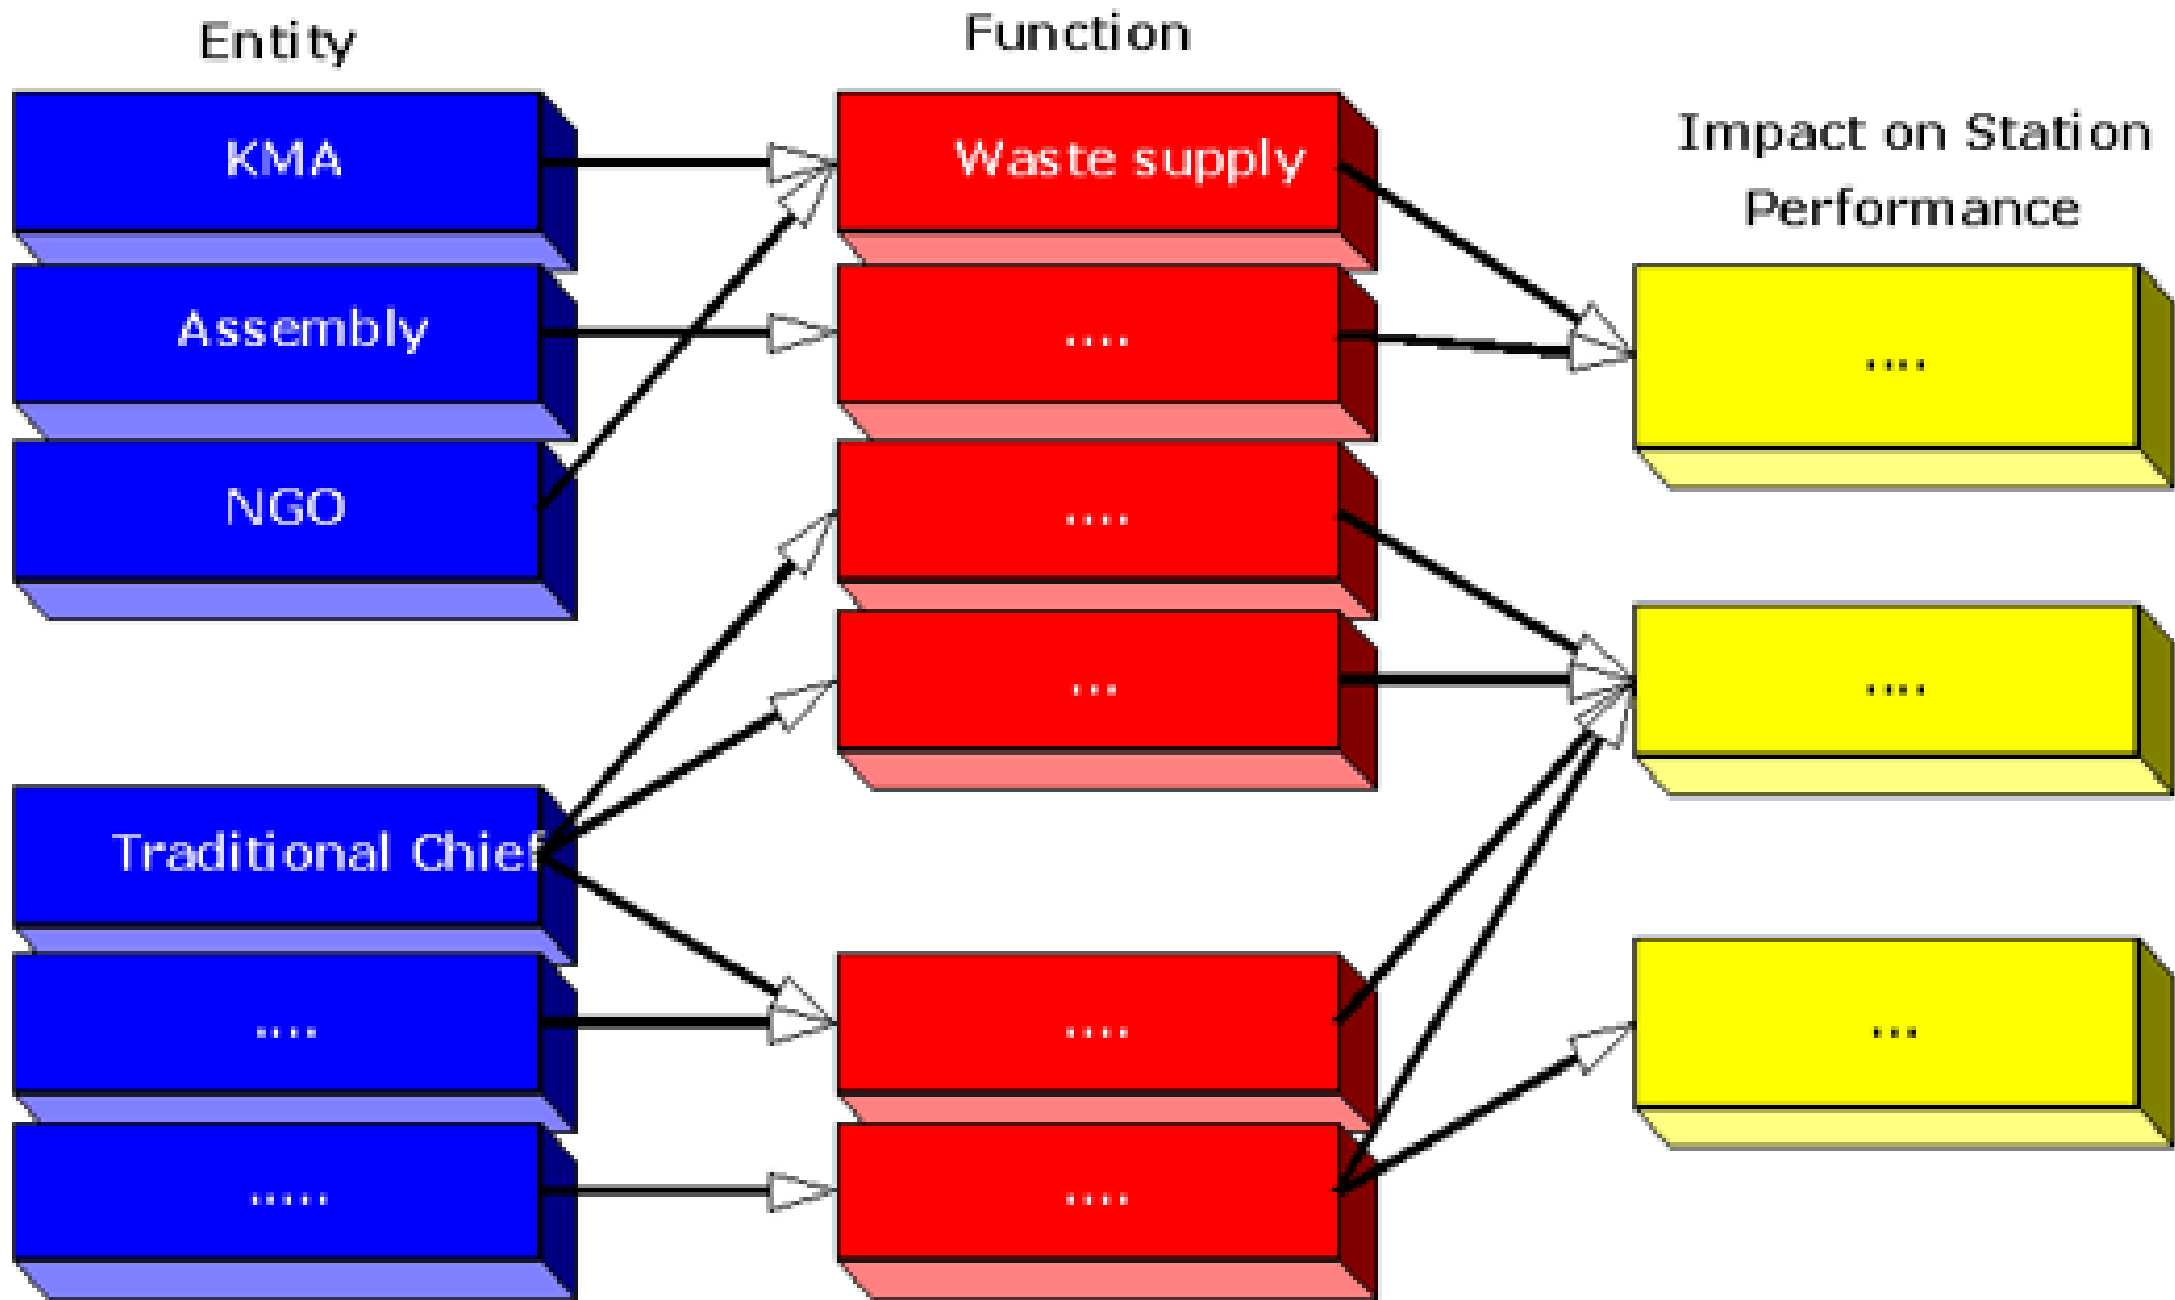 Entity
Function
Impact on Station
Performance
KMA
Waste supply
Assembly
....
....
NGO
....
...
....
Traditional Chief
....
....
...
.....
....